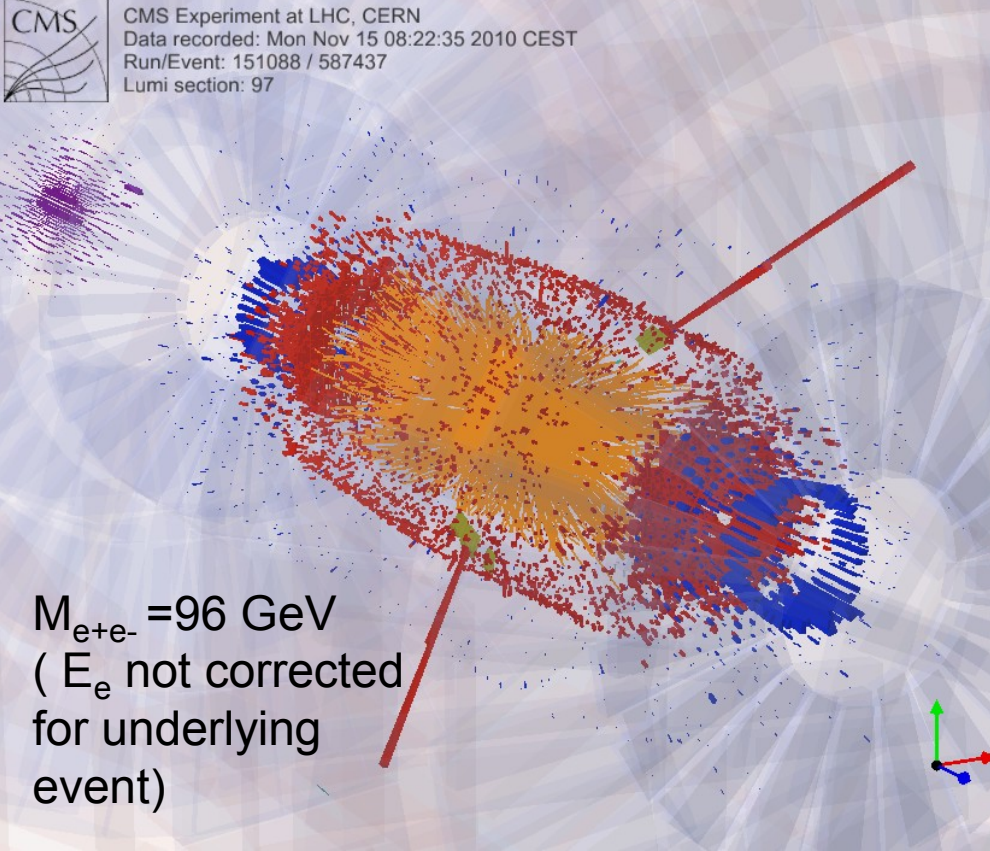 CMS
CMS Experiment at LHC, CERN
Data recorded: Mon Nov 15 08:22:35 2010 CEST
Run/Event: 151088 / 587437
Lumi section: 97
Me+e- =96 GeV
( Ee not corrected
for underlying
event)